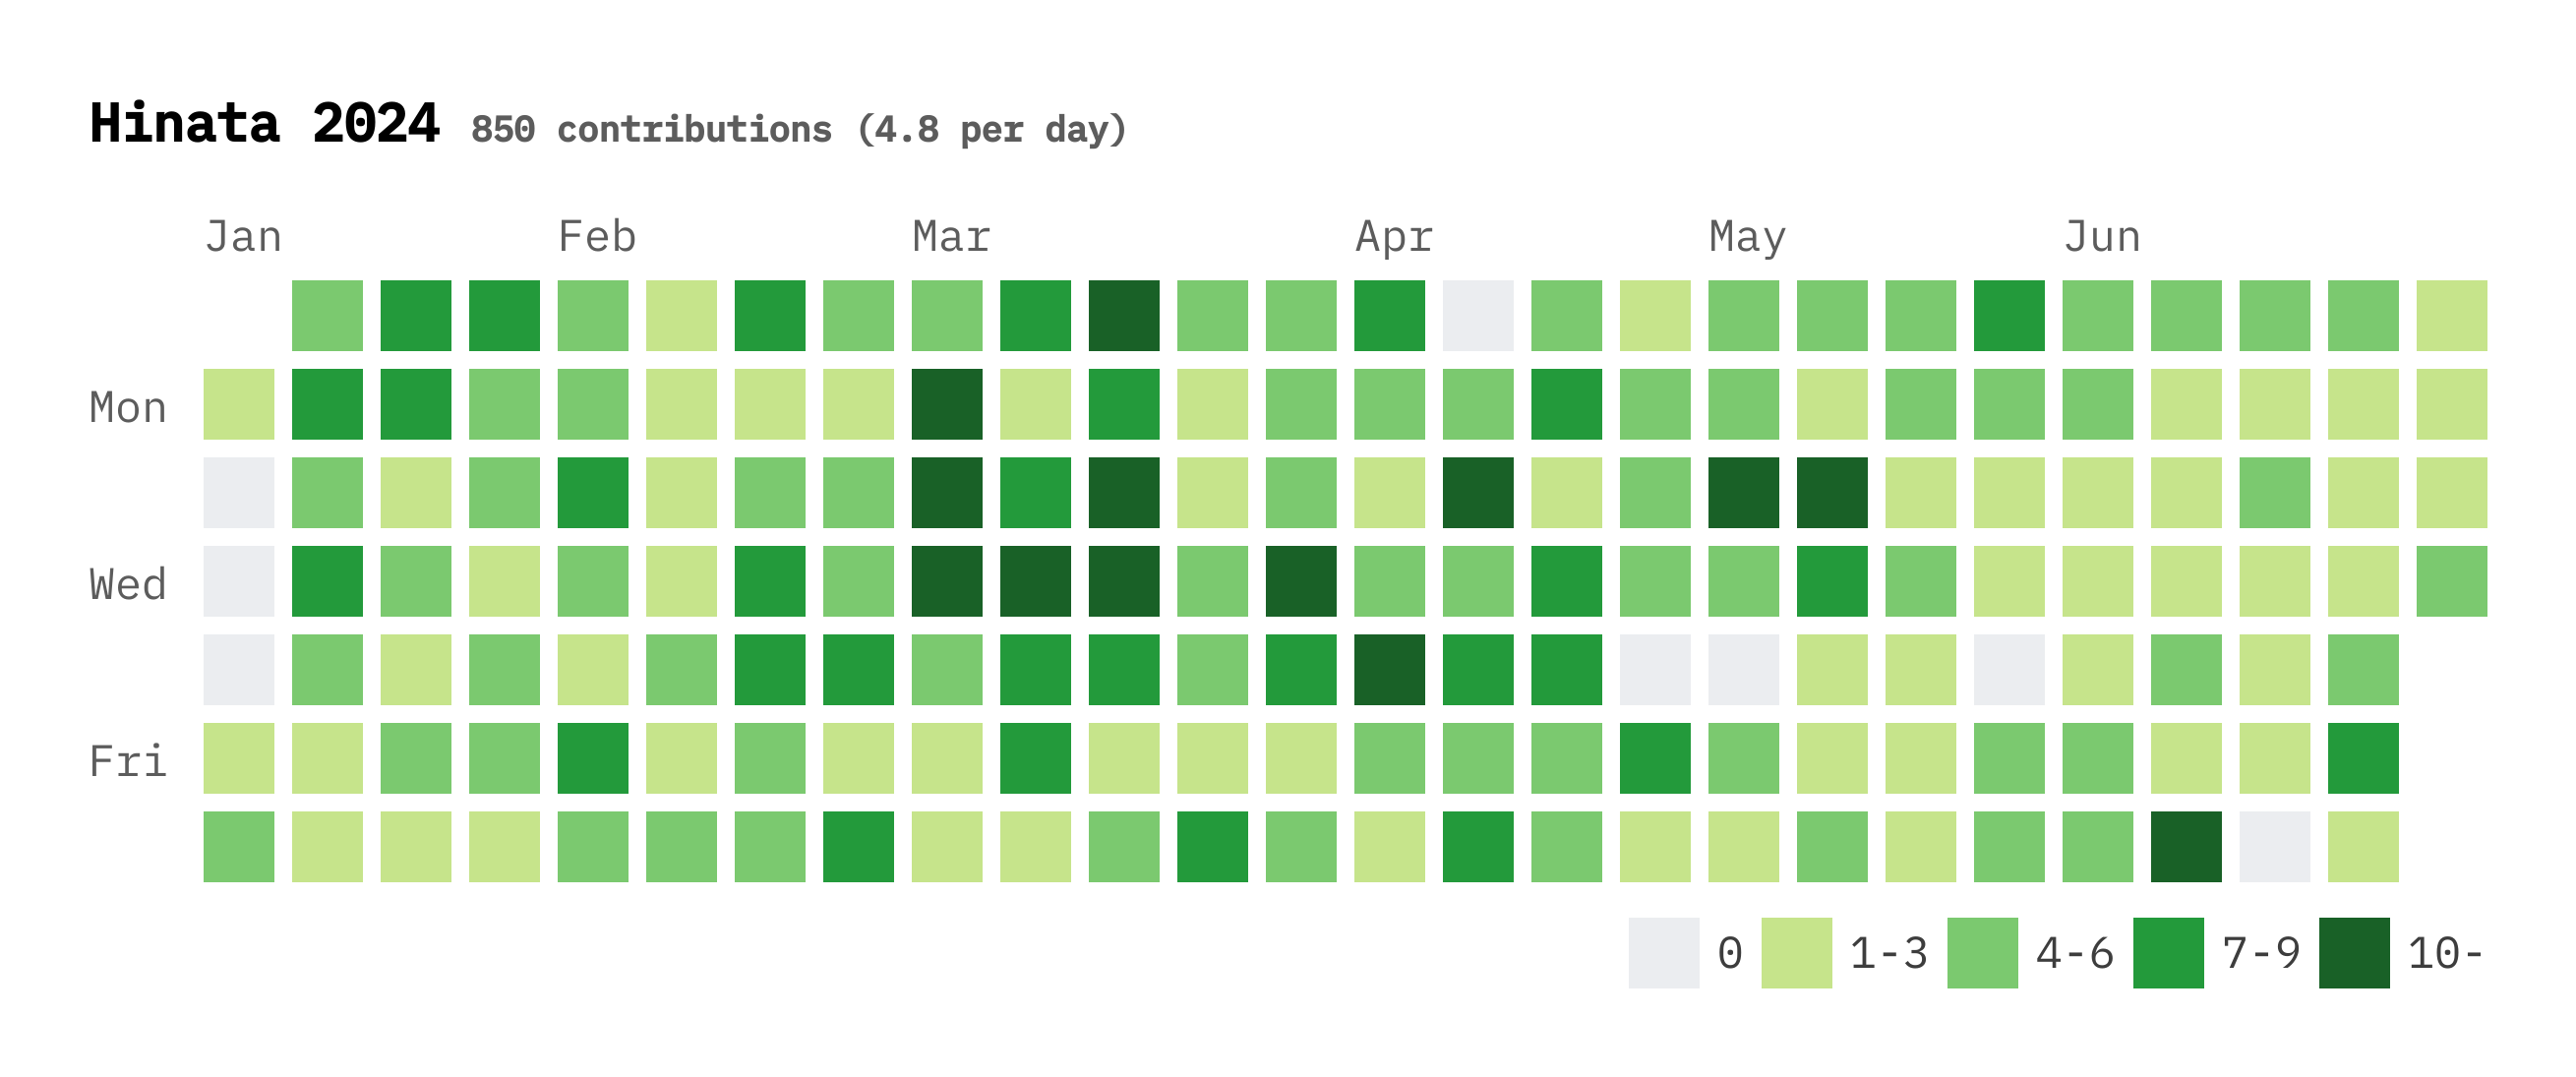 Hinata 2024 850 contributions (4.8 per day)
Jan Feb Mar Apr May Jun
Mon
Wed
Fri
0 1-3 4-6 7-9 10-